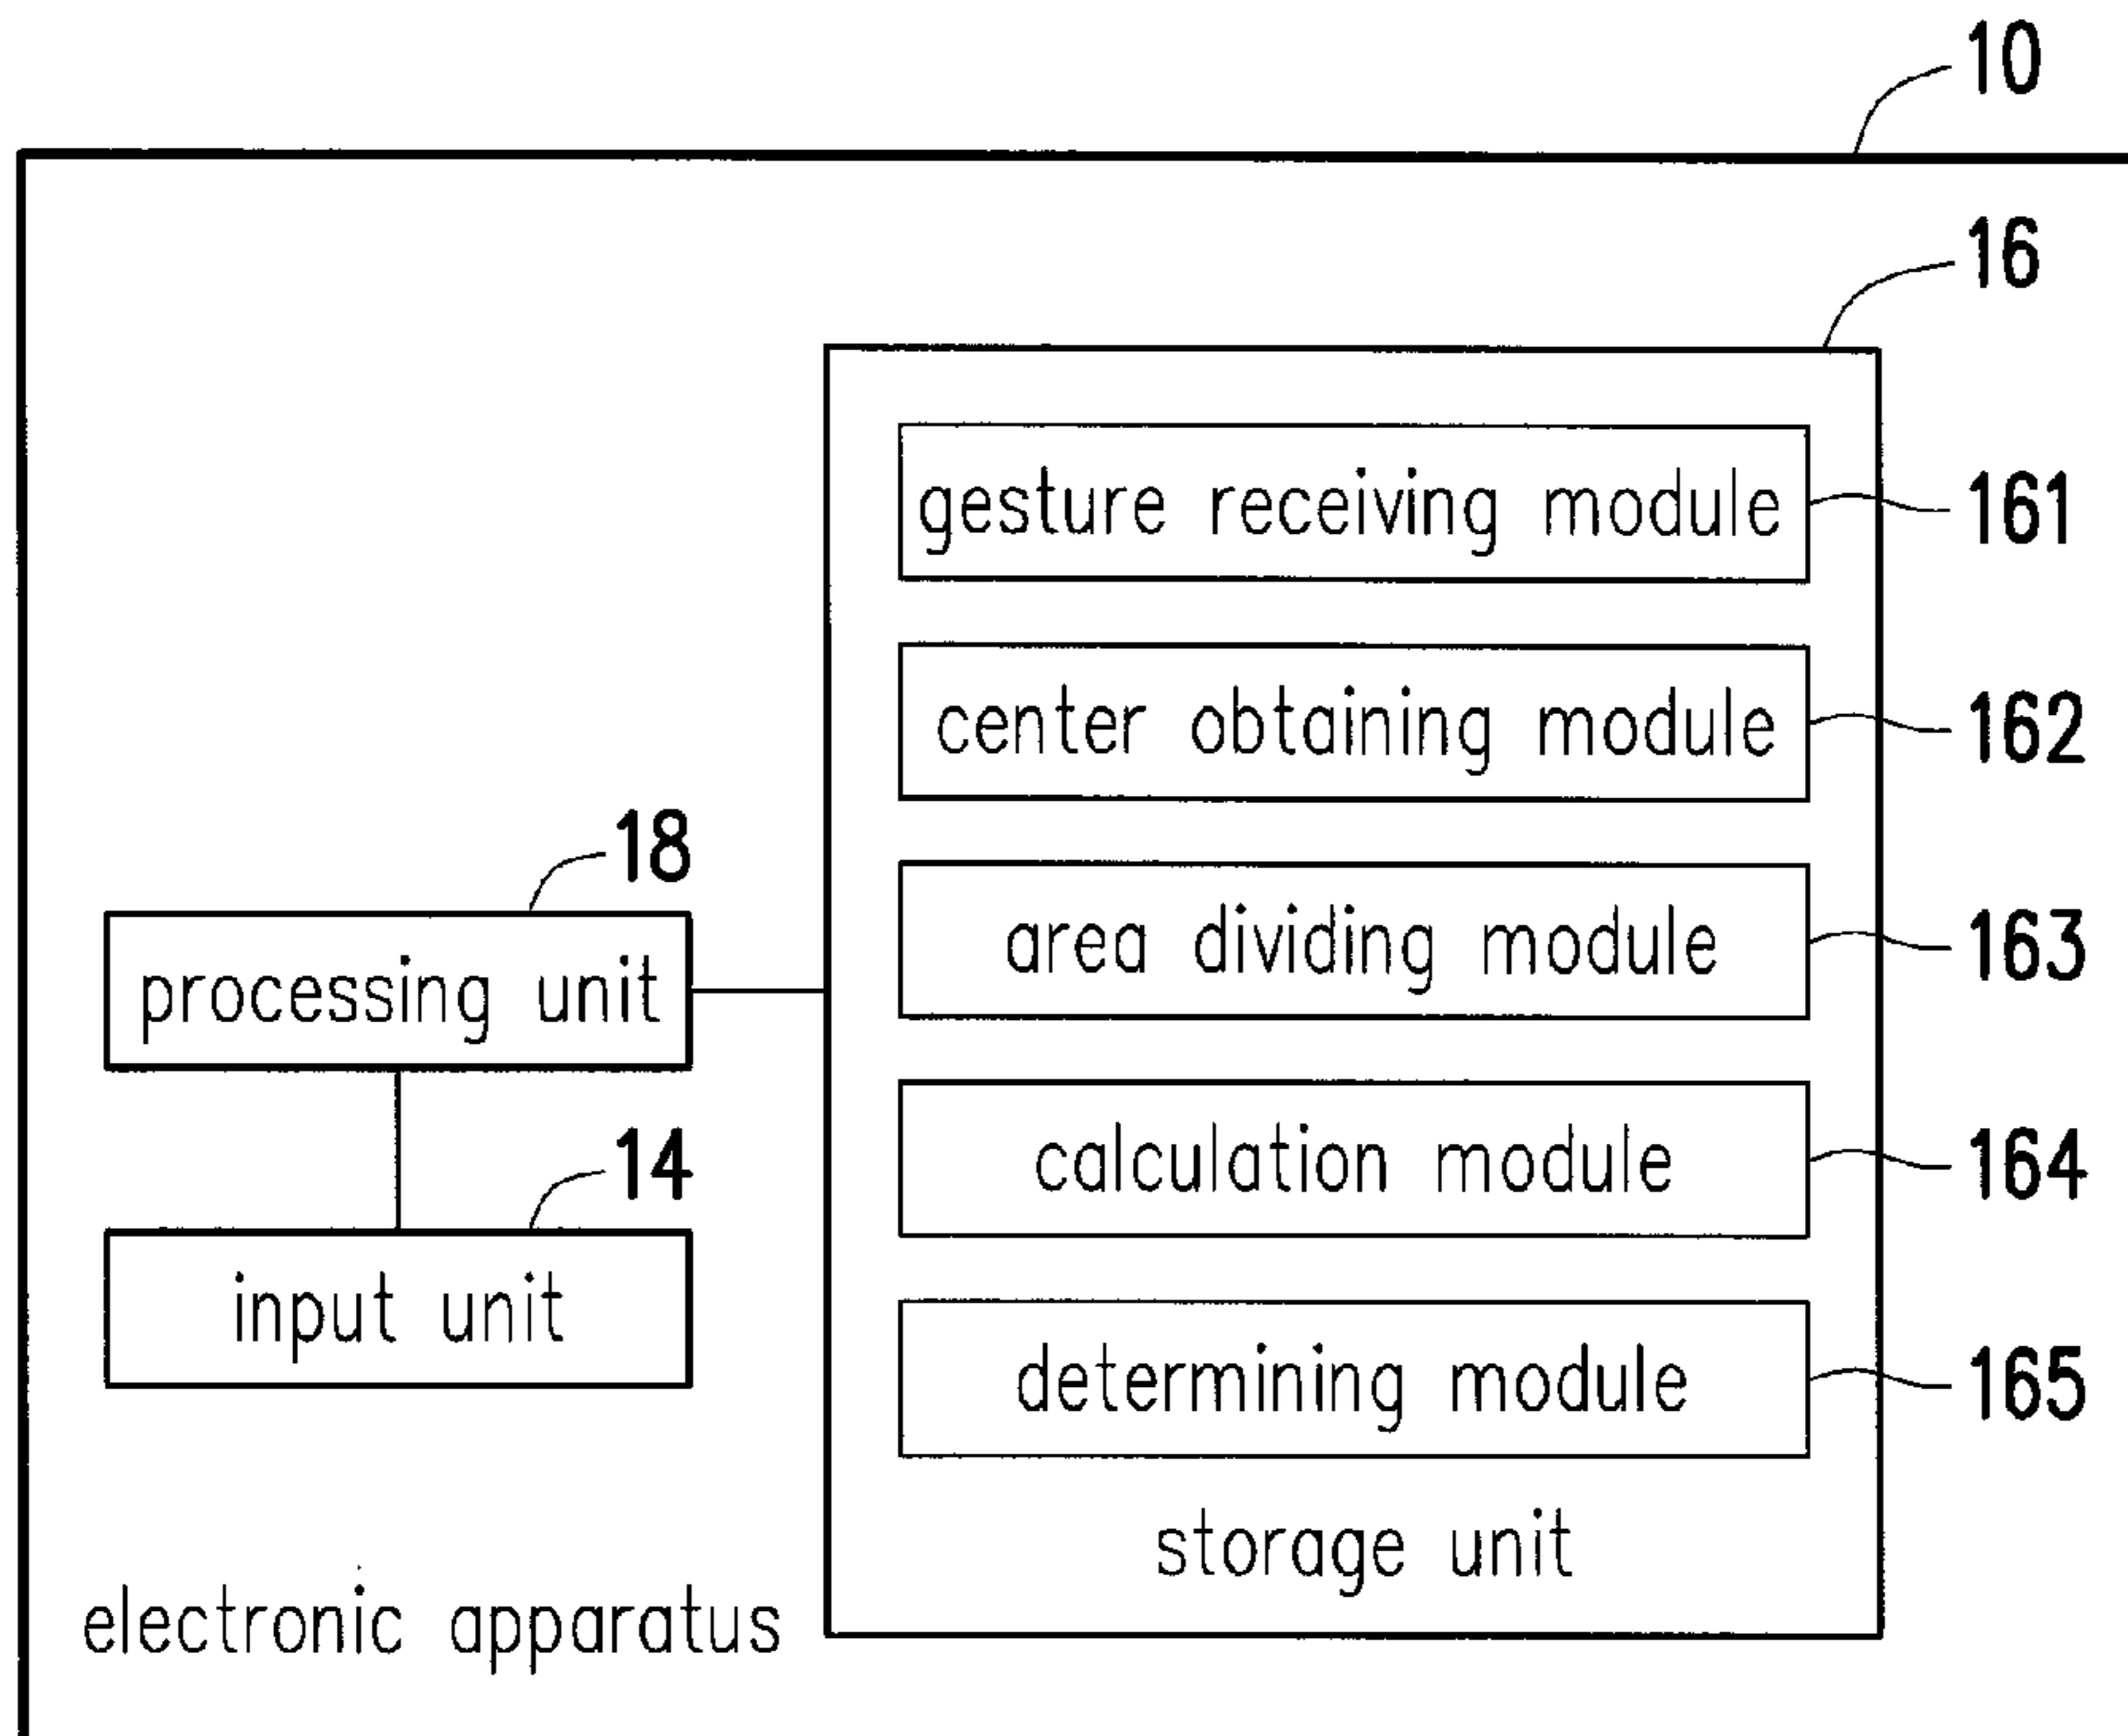 10
16
gesture receiving module
161
center obtaining module
162
18
area dividing module
163
processing unit
14
calculation module
164
input unit
determining module
165
storage unit
electronic apparatus